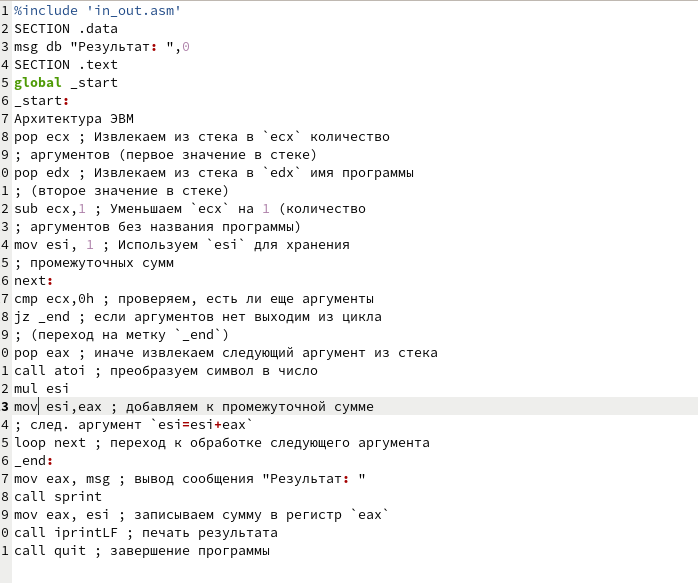 1 %include 'in_out.asm'
2 SECTION .data
3 msg db "Результат: ",0
4 SECTION .text
5 global _start
6 _start:
7 Архитектура ЭВМ
8 pop ecx ; Извлекаем из стека в `ecx` количество
9 ; аргументов (первое значение в стеке)
0 pop edx ; Извлекаем из стека в `edx` имя программы
1 ; (второе значение в стеке)
2 sub ecx,1 ; Уменьшаем `ecx` на 1 (количество
3 ; аргументов без названия программы)
4 mov esi, 1 ; Используем `esi` для хранения
5 ; промежуточных сумм
6 next:
7 cmp ecx,0h ; проверяем, есть ли еще аргументы
8 jz _end ; если аргументов нет выходим из цикла
9 ; (переход на метку `_end`)
0 pop eax ; иначе извлекаем следующий аргумент из стека
1 call atoi ; преобразуем символ в число
2 mul esi
3 mov esi,eax ; добавляем к промежуточной сумме
4 ; след. аргумент `esi=esi+eax`
5 loop next ; переход к обработке следующего аргумента
6 _end:
7 mov eax, msg ; вывод сообщения "Результат: "
8 call sprint
9 mov eax, esi ; записываем сумму в регистр `eax`
0 call iprintLF ; печать результата
1 call quit ; завершение программы